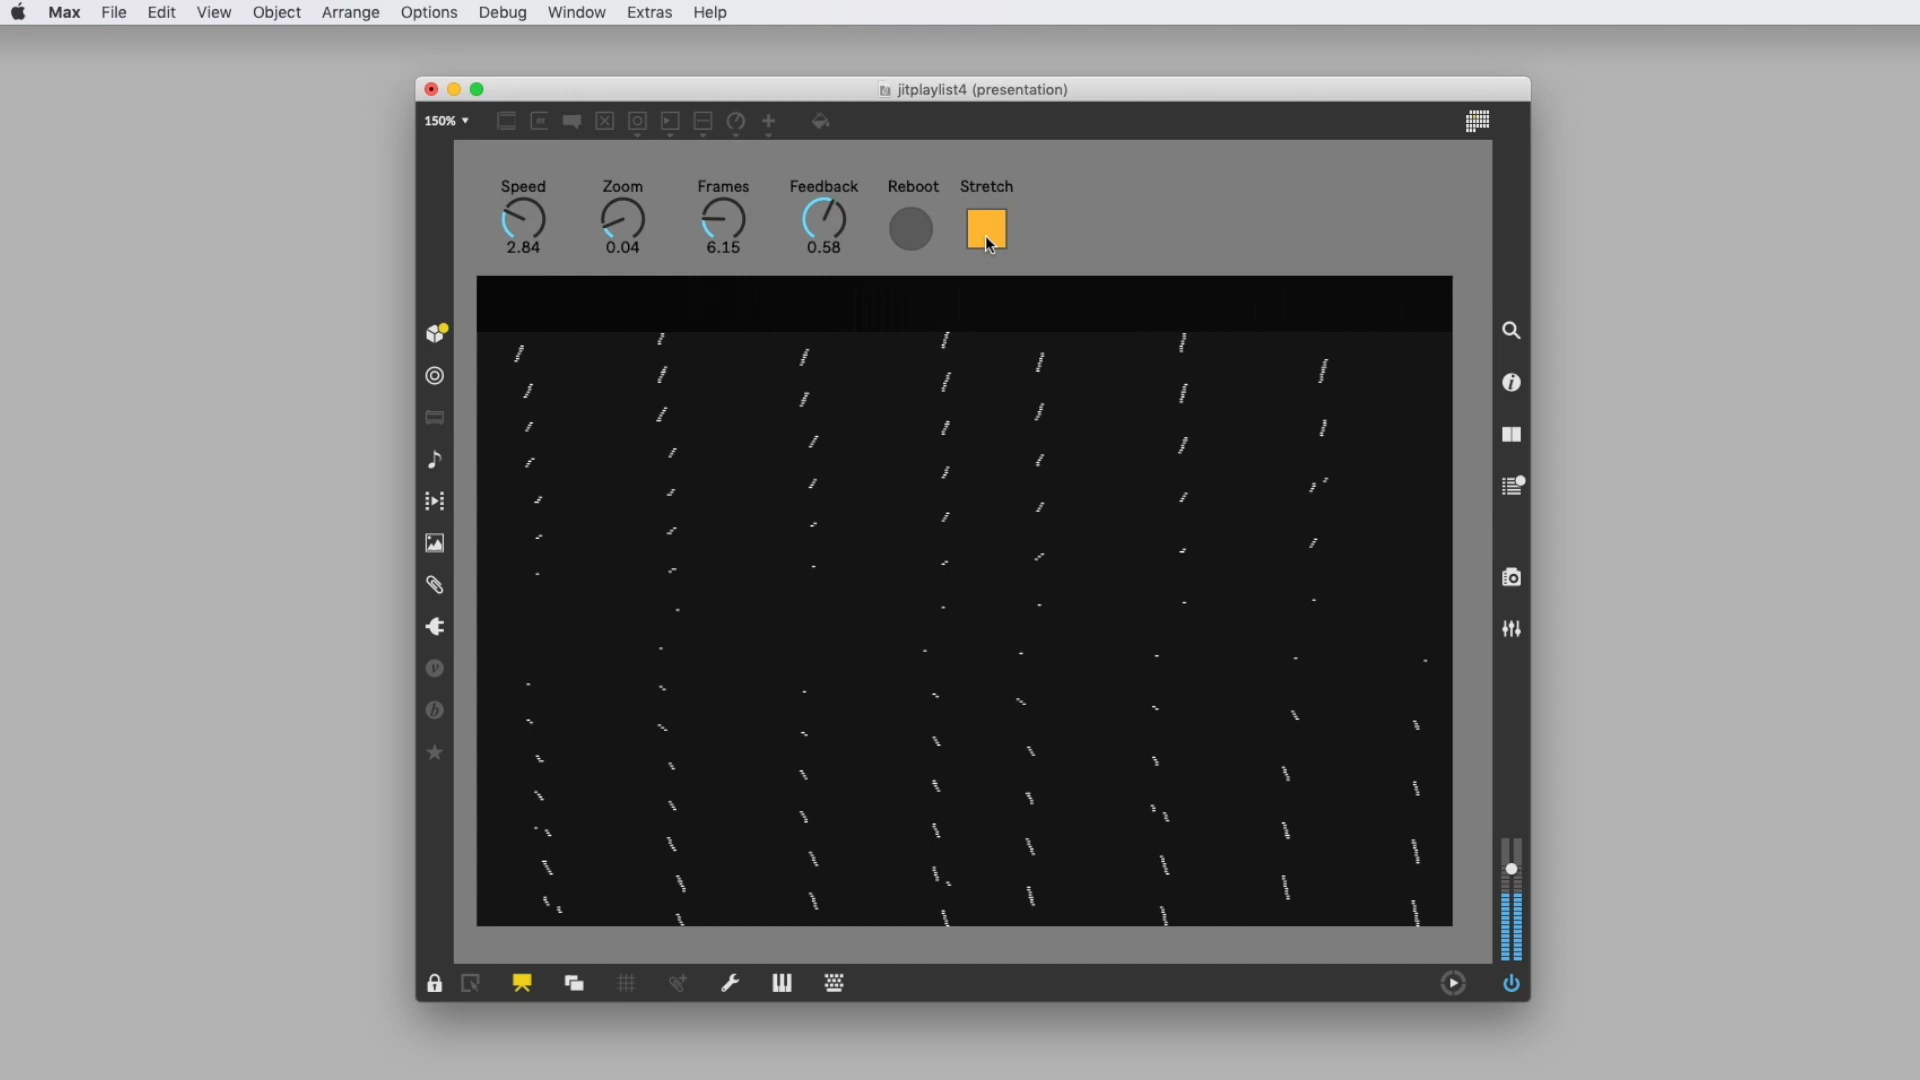 Max File Edit View Object Arrange Options Debug Window Extras Help
jitplaylist4 (presentation)
150%
Speed Zoom Frames Feedback Reboot Stretch
2.84 0.04 6.15 0.58